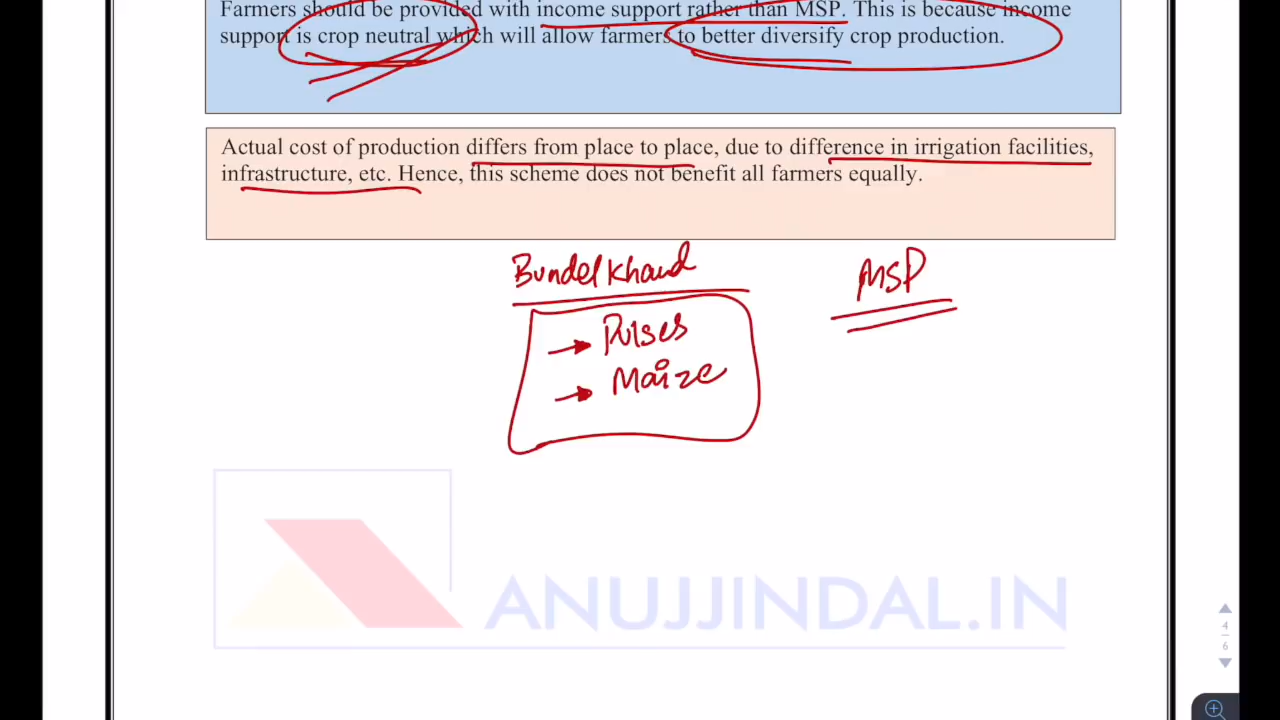 Farmers should be provided with income support rather than MSP. This is because income
support is crop neutral which will allow farmers to better diversify crop production.
Actual cost of production differs from place to place, due to difference in irrigation facilities,
infrastructure, etc. Hence, this scheme does not benefit all farmers equally.
Bundelkhand
MSP
Pulses
Maize
ANUJJINDAL.IN
4
6